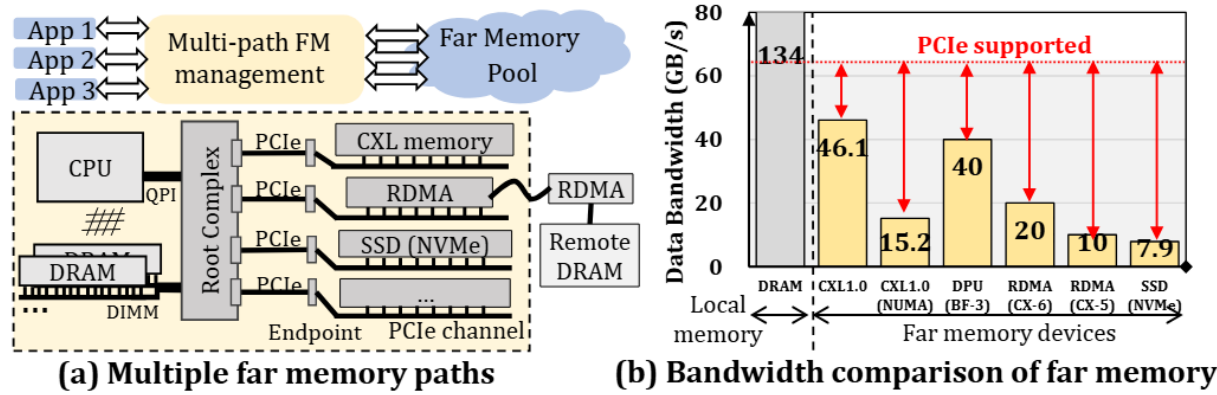 App 1
App 2
App 3
Multi-path FM
management
Far Memory
Pool
CPU
QPI
DRAM
DRAM
DIMM
...
Root Complex
PCIe
PCIe
PCIe
PCIe
CXL memory
RDMA
SSD (NVMe)
...
Endpoint
PCIe channel
RDMA
Remote
DRAM
(a) Multiple far memory paths
Data Bandwidth (GB/s)
80
60
40
20
0
PCIe supported
134
46.1
15.2
40
20
10
7.9
DRAM
CXL1.0
CXL1.0
(NUMA)
DPU
(BF-3)
RDMA
(CX-6)
RDMA
(CX-5)
SSD
(NVMe)
Local
memory
Far memory devices
(b) Bandwidth comparison of far memory